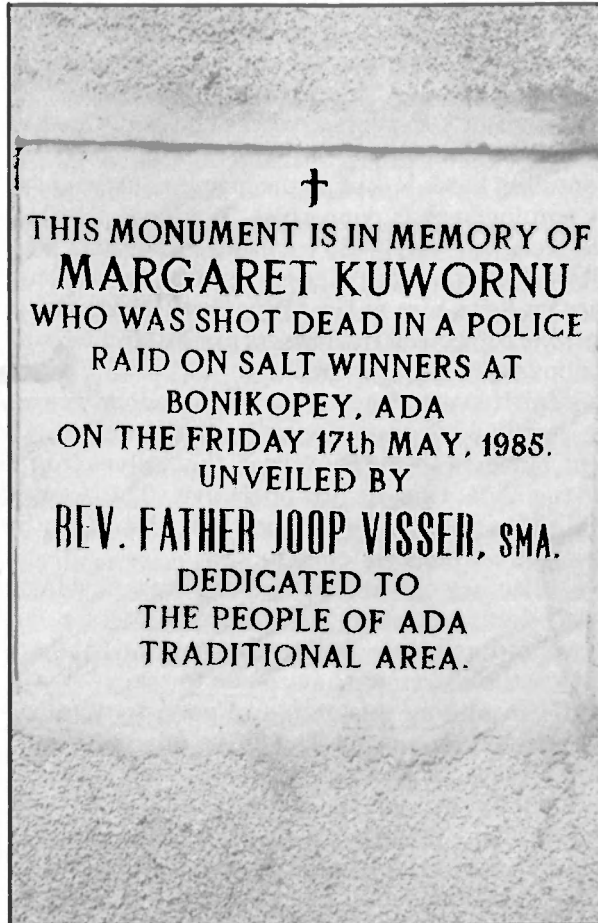 THIS MONUMENT IS IN MEMORY OF
MARGARET KUWORNU
WHO WAS SHOT DEAD IN A POLICE
RAID ON SALT WINNERS AT
BONIKOPEY, ADA
ON THE FRIDAY 17th MAY, 1985.
UNVEILED BY
REV. FATHER JOOP VISSER, SMA.
DEDICATED TO
THE PEOPLE OF ADA
TRADITIONAL AREA.